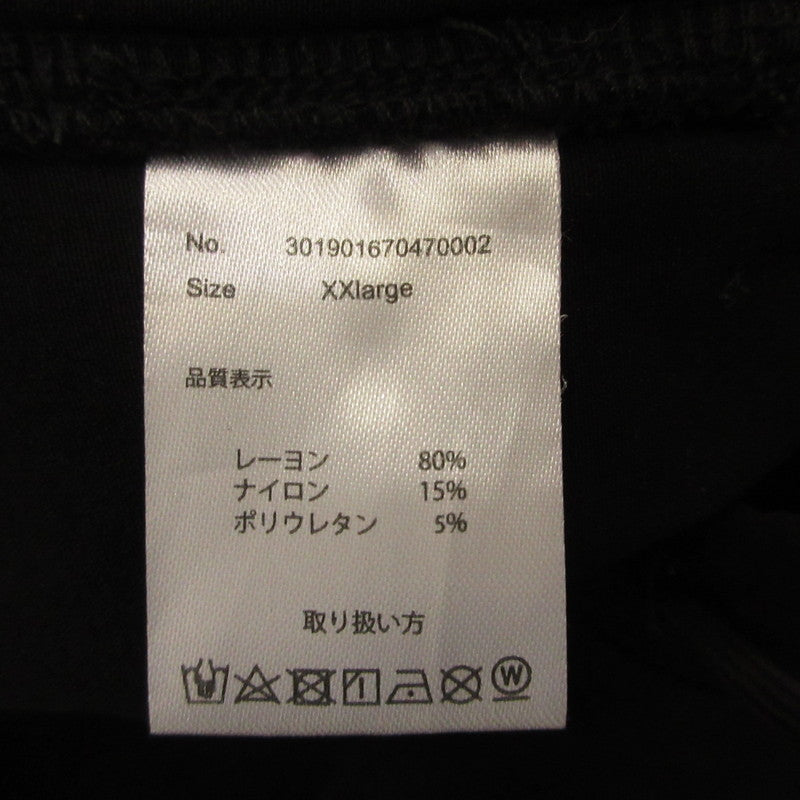 No. 301901670470002
Size XXlarge
品質表示
レーヨン 80%
ナイロン 15%
ポリウレタン 5%
取り扱い方
W